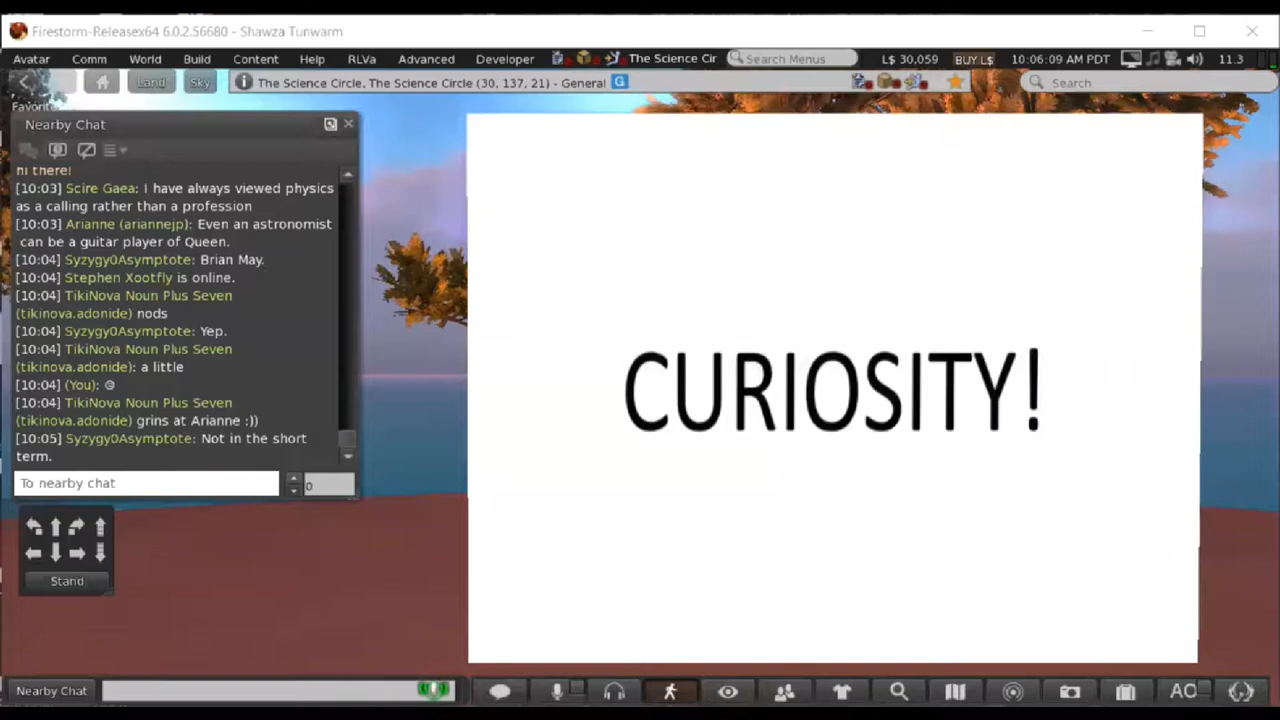 Firestorm-Releasex64 6.0.2.56680 - Shawza Tunwarm
Avatar Comm World Build Content Help RLVa Advanced Developer The Science Cir Search Menus L$ 30,059 BUY L$ 10:06:09 AM PDT 11.3
Land Sky The Science Circle, The Science Circle (30, 137, 21) - General G Search
Favorit
Nearby Chat
hi there!
[10:03] Scire Gaea: I have always viewed physics
as a calling rather than a profession
[10:03] Arianne (ariannejp): Even an astronomist
can be a guitar player of Queen.
[10:04] Syzygy0Asymptote: Brian May.
[10:04] Stephen Xootfly is online.
[10:04] TikiNova Noun Plus Seven
(tikinova.adonide) nods
[10:04] Syzygy0Asymptote: Yep.
[10:04] TikiNova Noun Plus Seven
(tikinova.adonide): a little
[10:04] (You): ☺
[10:04] TikiNova Noun Plus Seven
(tikinova.adonide) grins at Arianne :))
[10:05] Syzygy0Asymptote: Not in the short
term.
To nearby chat 0
Stand
CURIOSITY!
Nearby Chat AO